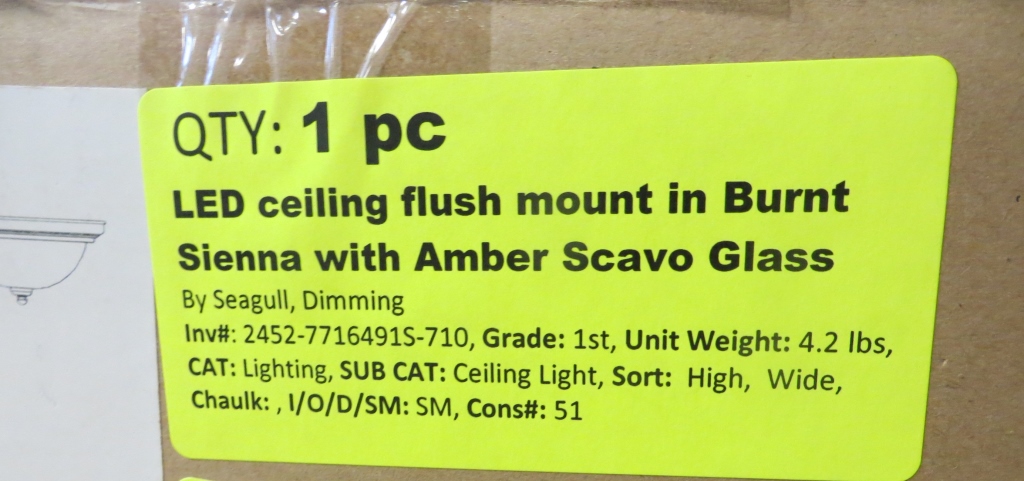 QTY: 1 pc
LED ceiling flush mount in Burnt
Sienna with Amber Scavo Glass
By Seagull, Dimming
Inv#: 2452-7716491S-710, Grade: 1st, Unit Weight: 4.2 lbs,
CAT: Lighting, SUB CAT: Ceiling Light, Sort: High, Wide,
Chaulk: , I/O/D/SM: SM, Cons#: 51